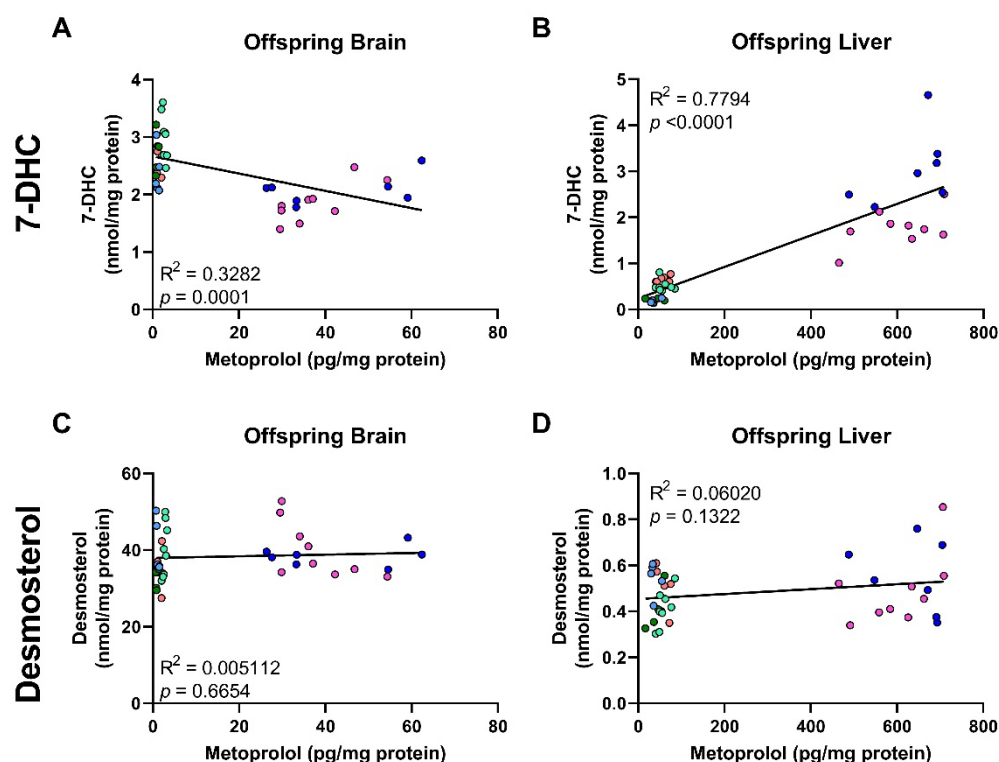 A
Offspring Brain
7-DHC
7-DHC
(nmol/mg protein)
4
3
2
1
0
R² = 0.3282
p = 0.0001
0 20 40 60 80
Metoprolol (pg/mg protein)
B
Offspring Liver
7-DHC
(nmol/mg protein)
5
4
3
2
1
0
R² = 0.7794
p <0.0001
0 200 400 600 800
Metoprolol (pg/mg protein)
C
Offspring Brain
Desmosterol
Desmosterol
(nmol/mg protein)
60
40
20
0
R² = 0.005112
p = 0.6654
0 20 40 60 80
Metoprolol (pg/mg protein)
D
Offspring Liver
Desmosterol
(nmol/mg protein)
1.0
0.8
0.6
0.4
0.2
0.0
R² = 0.06020
p = 0.1322
0 200 400 600 800
Metoprolol (pg/mg protein)